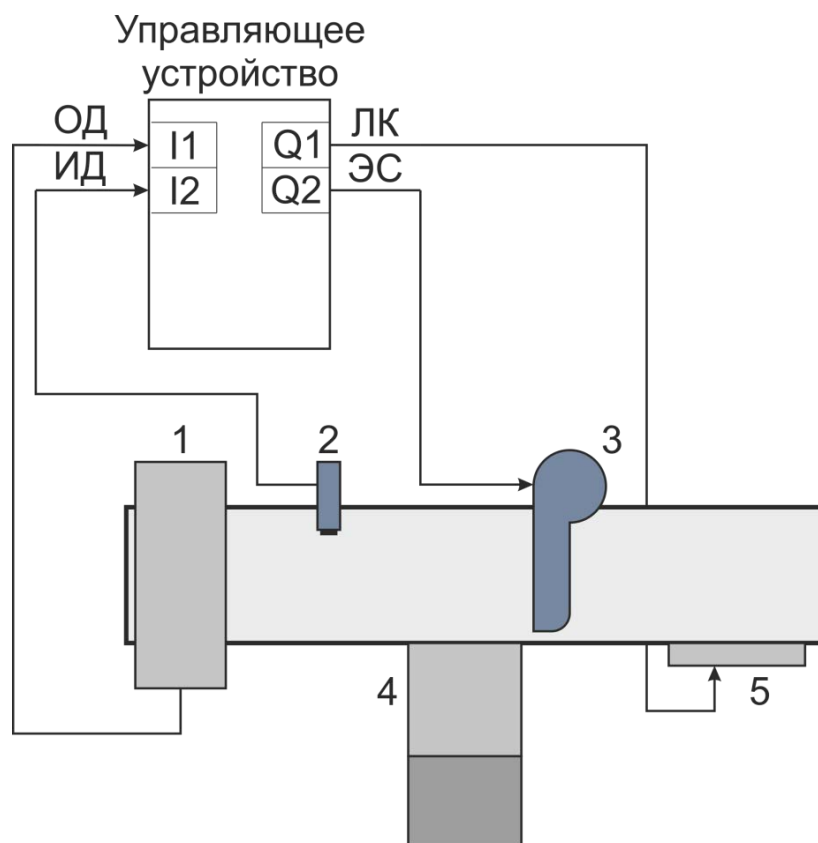 Управляющее
устройство
ОД
I1
Q1
ЛК
ИД
I2
Q2
ЭС
1
2
3
4
5